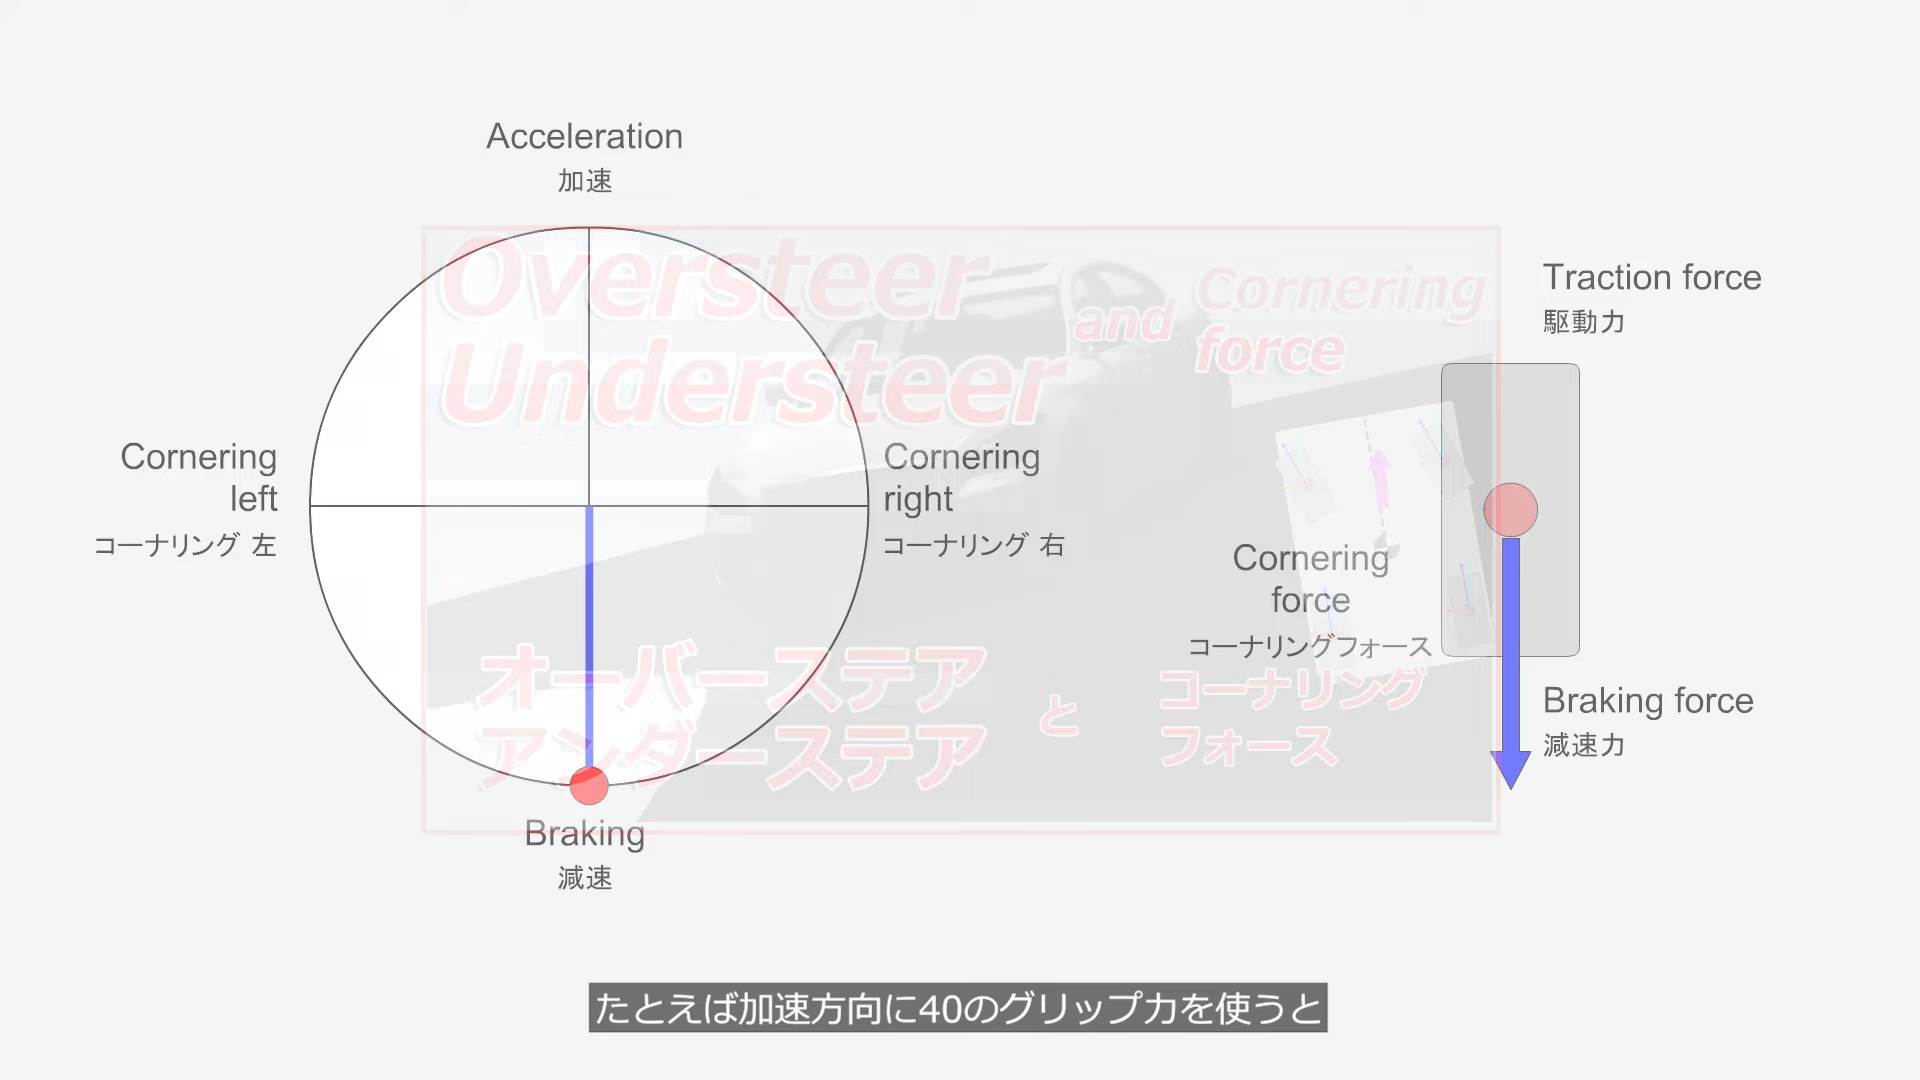 Acceleration
加速
Oversteer
Understeer
and
Cornering
force
Traction force
駆動力
Cornering
left
コーナリング 左
Cornering
right
コーナリング 右
Cornering
force
コーナリングフォース
オーバーステア
アンダーステア
と
コーナリング
フォース
Braking force
減速力
Braking
減速
たとえば加速方向に40のグリップ力を使うと